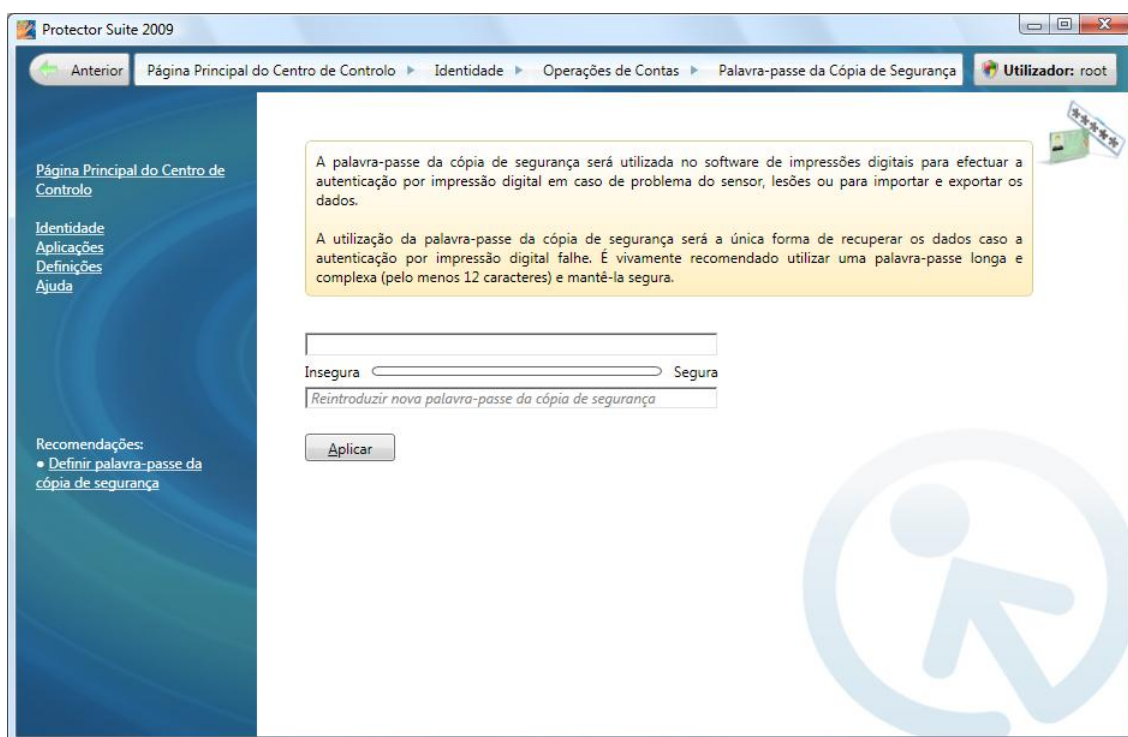 Protector Suite 2009
Anterior
Página Principal do Centro de Controlo
Identidade
Operações de Contas
Palavra-passe da Cópia de Segurança
Utilizador: root
Página Principal do Centro de
Controlo
Identidade
Aplicações
Definições
Ajuda
Recomendações:
• Definir palavra-passe da
cópia de segurança
A palavra-passe da cópia de segurança será utilizada no software de impressões digitais para efectuar a
autenticação por impressão digital em caso de problema do sensor, lesões ou para importar e exportar os
dados.
A utilização da palavra-passe da cópia de segurança será a única forma de recuperar os dados caso a
autenticação por impressão digital falhe. É vivamente recomendado utilizar uma palavra-passe longa e
complexa (pelo menos 12 caracteres) e mantê-la segura.
Insegura
Segura
Reintroduzir nova palavra-passe da cópia de segurança
Aplicar